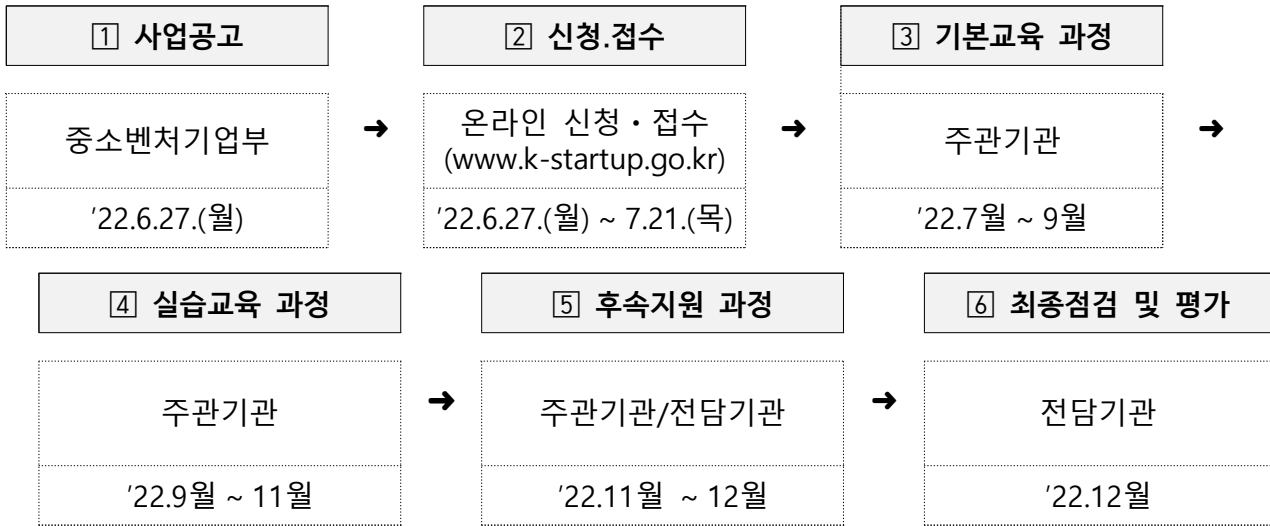 1 사업공고
2 신청.접수
3 기본교육 과정
중소벤처기업부
➜
온라인 신청・접수
(www.k-startup.go.kr)
➜
주관기관
➜
'22.6.27.(월)
'22.6.27.(월) ~ 7.21.(목)
'22.7월 ~ 9월
4 실습교육 과정
5 후속지원 과정
6 최종점검 및 평가
주관기관
➜
주관기관/전담기관
➜
전담기관
'22.9월 ~ 11월
'22.11월 ~ 12월
'22.12월